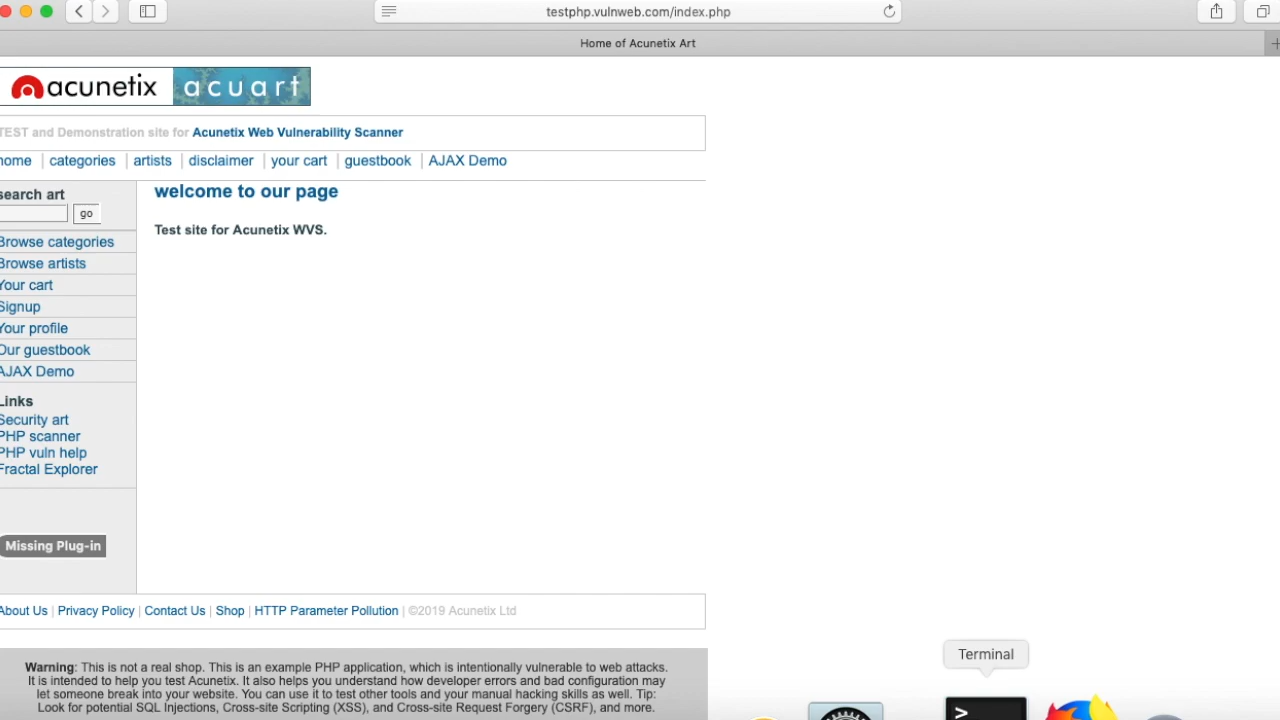 testphp.vulnweb.com/index.php
Home of Acunetix Art
acunetix acuart
TEST and Demonstration site for Acunetix Web Vulnerability Scanner
home | categories | artists | disclaimer | your cart | guestbook | AJAX Demo
search art
go
Browse categories
Browse artists
Your cart
Signup
Your profile
Our guestbook
AJAX Demo
Links
Security art
PHP scanner
PHP vuln help
Fractal Explorer
Missing Plug-in
welcome to our page
Test site for Acunetix WVS.
About Us | Privacy Policy | Contact Us | Shop | HTTP Parameter Pollution | ©2019 Acunetix Ltd
Warning: This is not a real shop. This is an example PHP application, which is intentionally vulnerable to web attacks.
It is intended to help you test Acunetix. It also helps you understand how developer errors and bad configuration may
let someone break into your website. You can use it to test other tools and your manual hacking skills as well. Tip:
Look for potential SQL Injections, Cross-site Scripting (XSS), and Cross-site Request Forgery (CSRF), and more.
Terminal